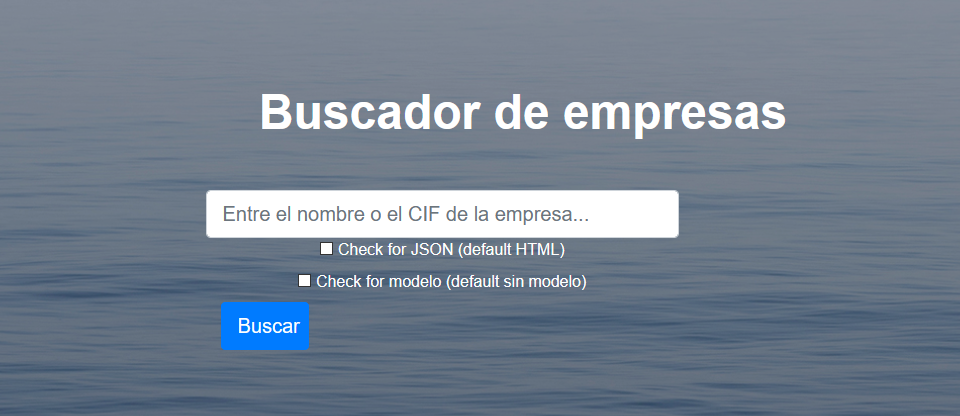 Buscador de empresas
Entre el nombre o el CIF de la empresa...
Check for JSON (default HTML)
Check for modelo (default sin modelo)
Buscar